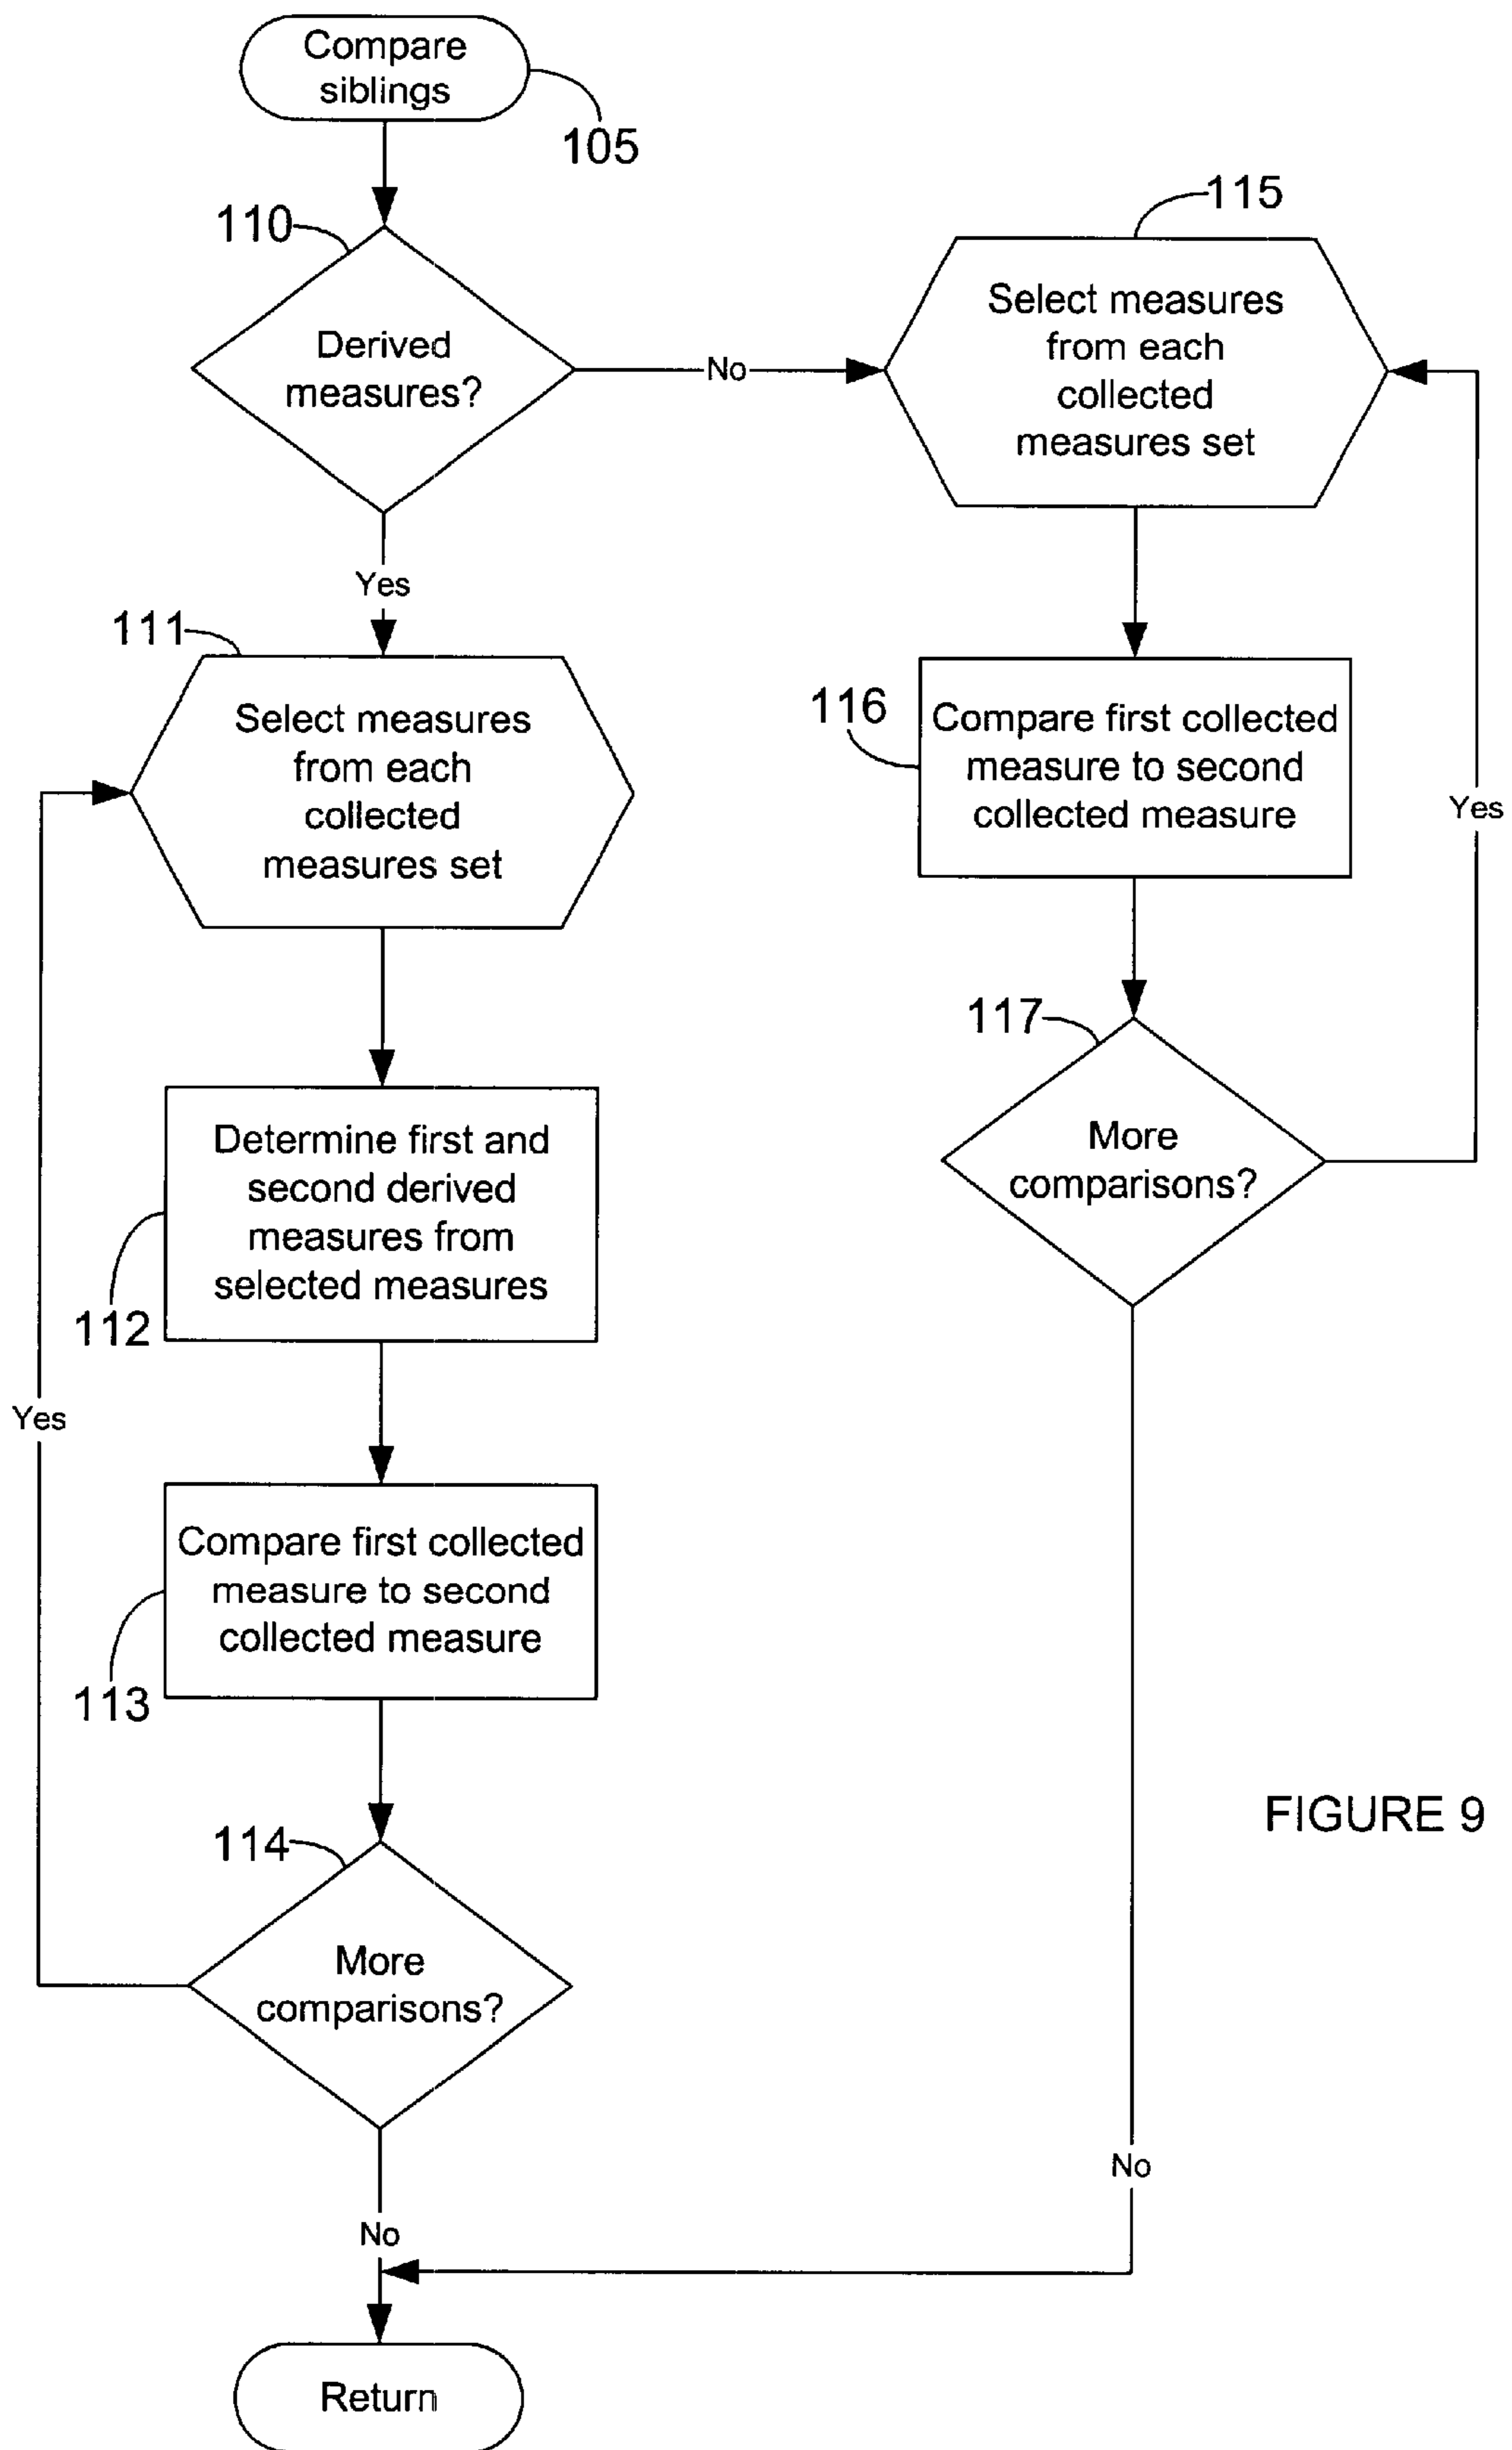 Compare
siblings
105
110
Derived
measures?
No
115
Select measures
from each
collected
measures set
Yes
111
Select measures
from each
collected
measures set
116
Compare first collected
measure to second
collected measure
Yes
117
More
comparisons?
Determine first and
second derived
measures from
selected measures
112
Yes
Compare first collected
measure to second
collected measure
113
FIGURE 9
114
More
comparisons?
No
No
Return